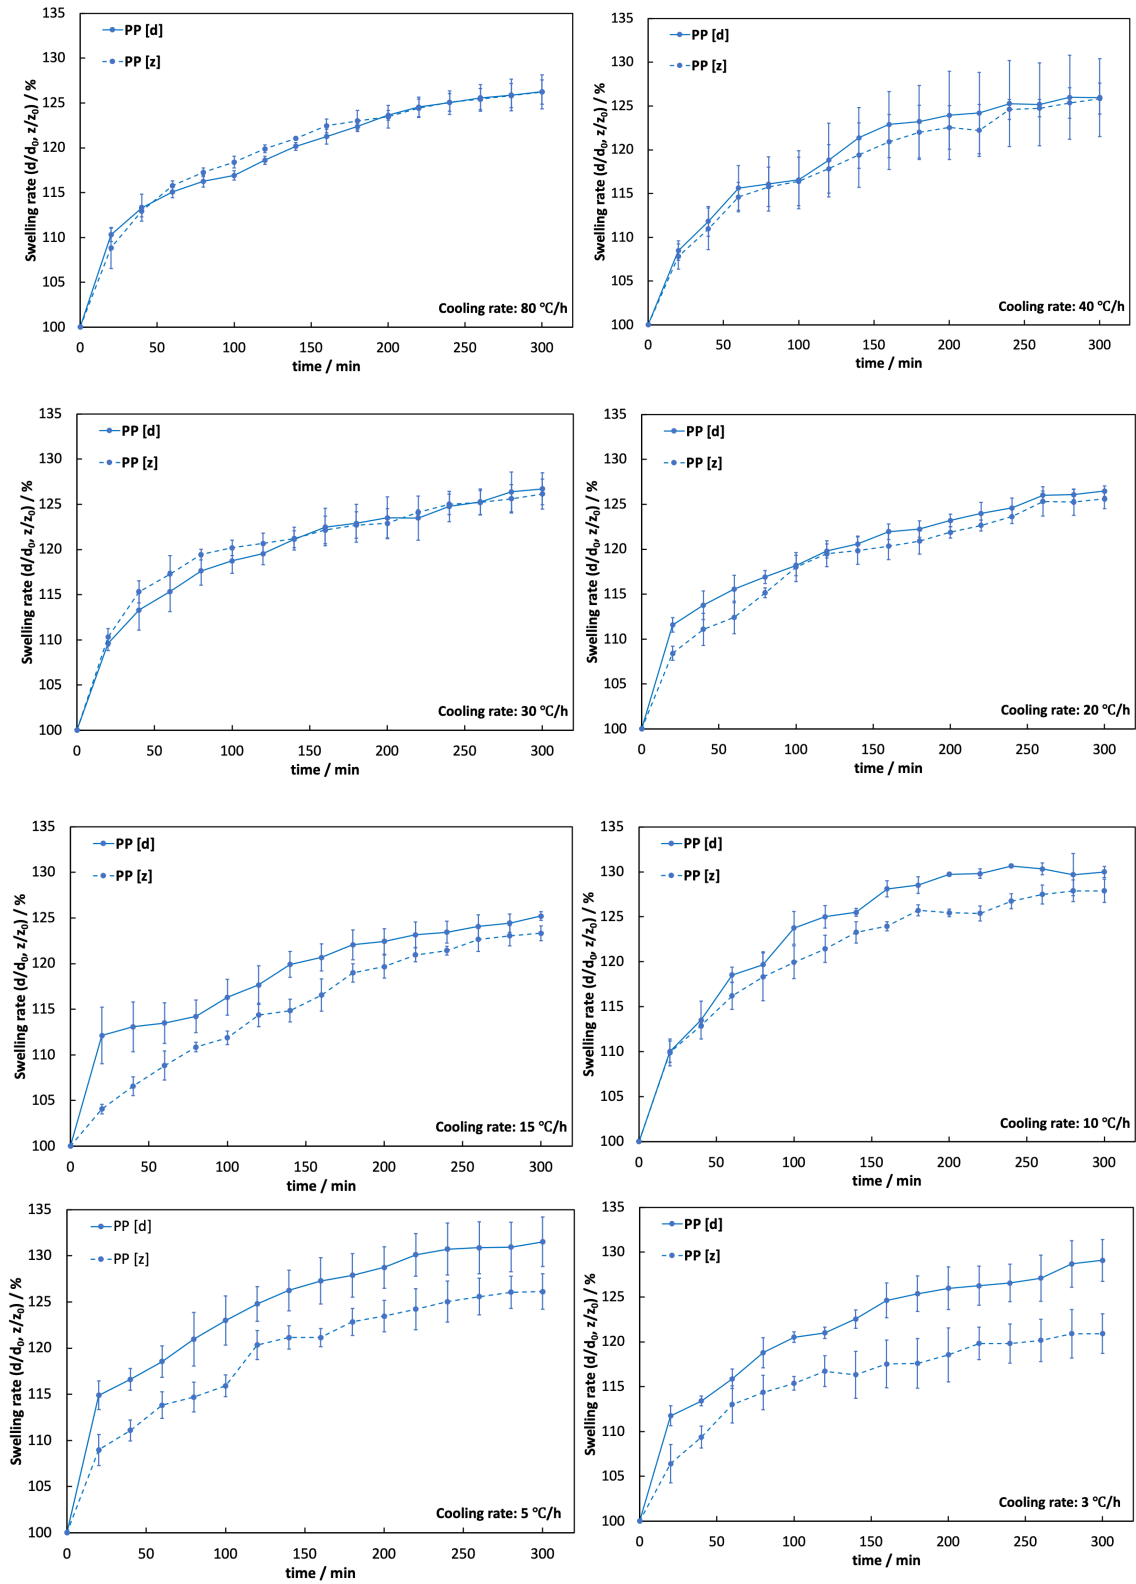 Swelling rate (d/d₀, z/z₀) / %
135
130
125
120
115
110
105
100
PP [d]
PP [z]
Cooling rate: 80 ℃/h
0 50 100 150 200 250 300
time / min
Swelling rate (d/d₀, z/z₀) / %
135
130
125
120
115
110
105
100
PP [d]
PP [z]
Cooling rate: 40 ℃/h
0 50 100 150 200 250 300
time / min
Swelling rate (d/d₀, z/z₀) / %
135
130
125
120
115
110
105
100
PP [d]
PP [z]
Cooling rate: 30 ℃/h
0 50 100 150 200 250 300
time / min
Swelling rate (d/d₀, z/z₀) / %
135
130
125
120
115
110
105
100
PP [d]
PP [z]
Cooling rate: 20 ℃/h
0 50 100 150 200 250 300
time / min
Swelling rate (d/d₀, z/z₀) / %
135
130
125
120
115
110
105
100
PP [d]
PP [z]
Cooling rate: 15 ℃/h
0 50 100 150 200 250 300
time / min
Swelling rate (d/d₀, z/z₀) / %
135
130
125
120
115
110
105
100
PP [d]
PP [z]
Cooling rate: 10 ℃/h
0 50 100 150 200 250 300
time / min
Swelling rate (d/d₀, z/z₀) / %
135
130
125
120
115
110
105
100
PP [d]
PP [z]
Cooling rate: 5 ℃/h
0 50 100 150 200 250 300
time / min
Swelling rate (d/d₀, z/z₀) / %
135
130
125
120
115
110
105
100
PP [d]
PP [z]
Cooling rate: 3 ℃/h
0 50 100 150 200 250 300
time / min